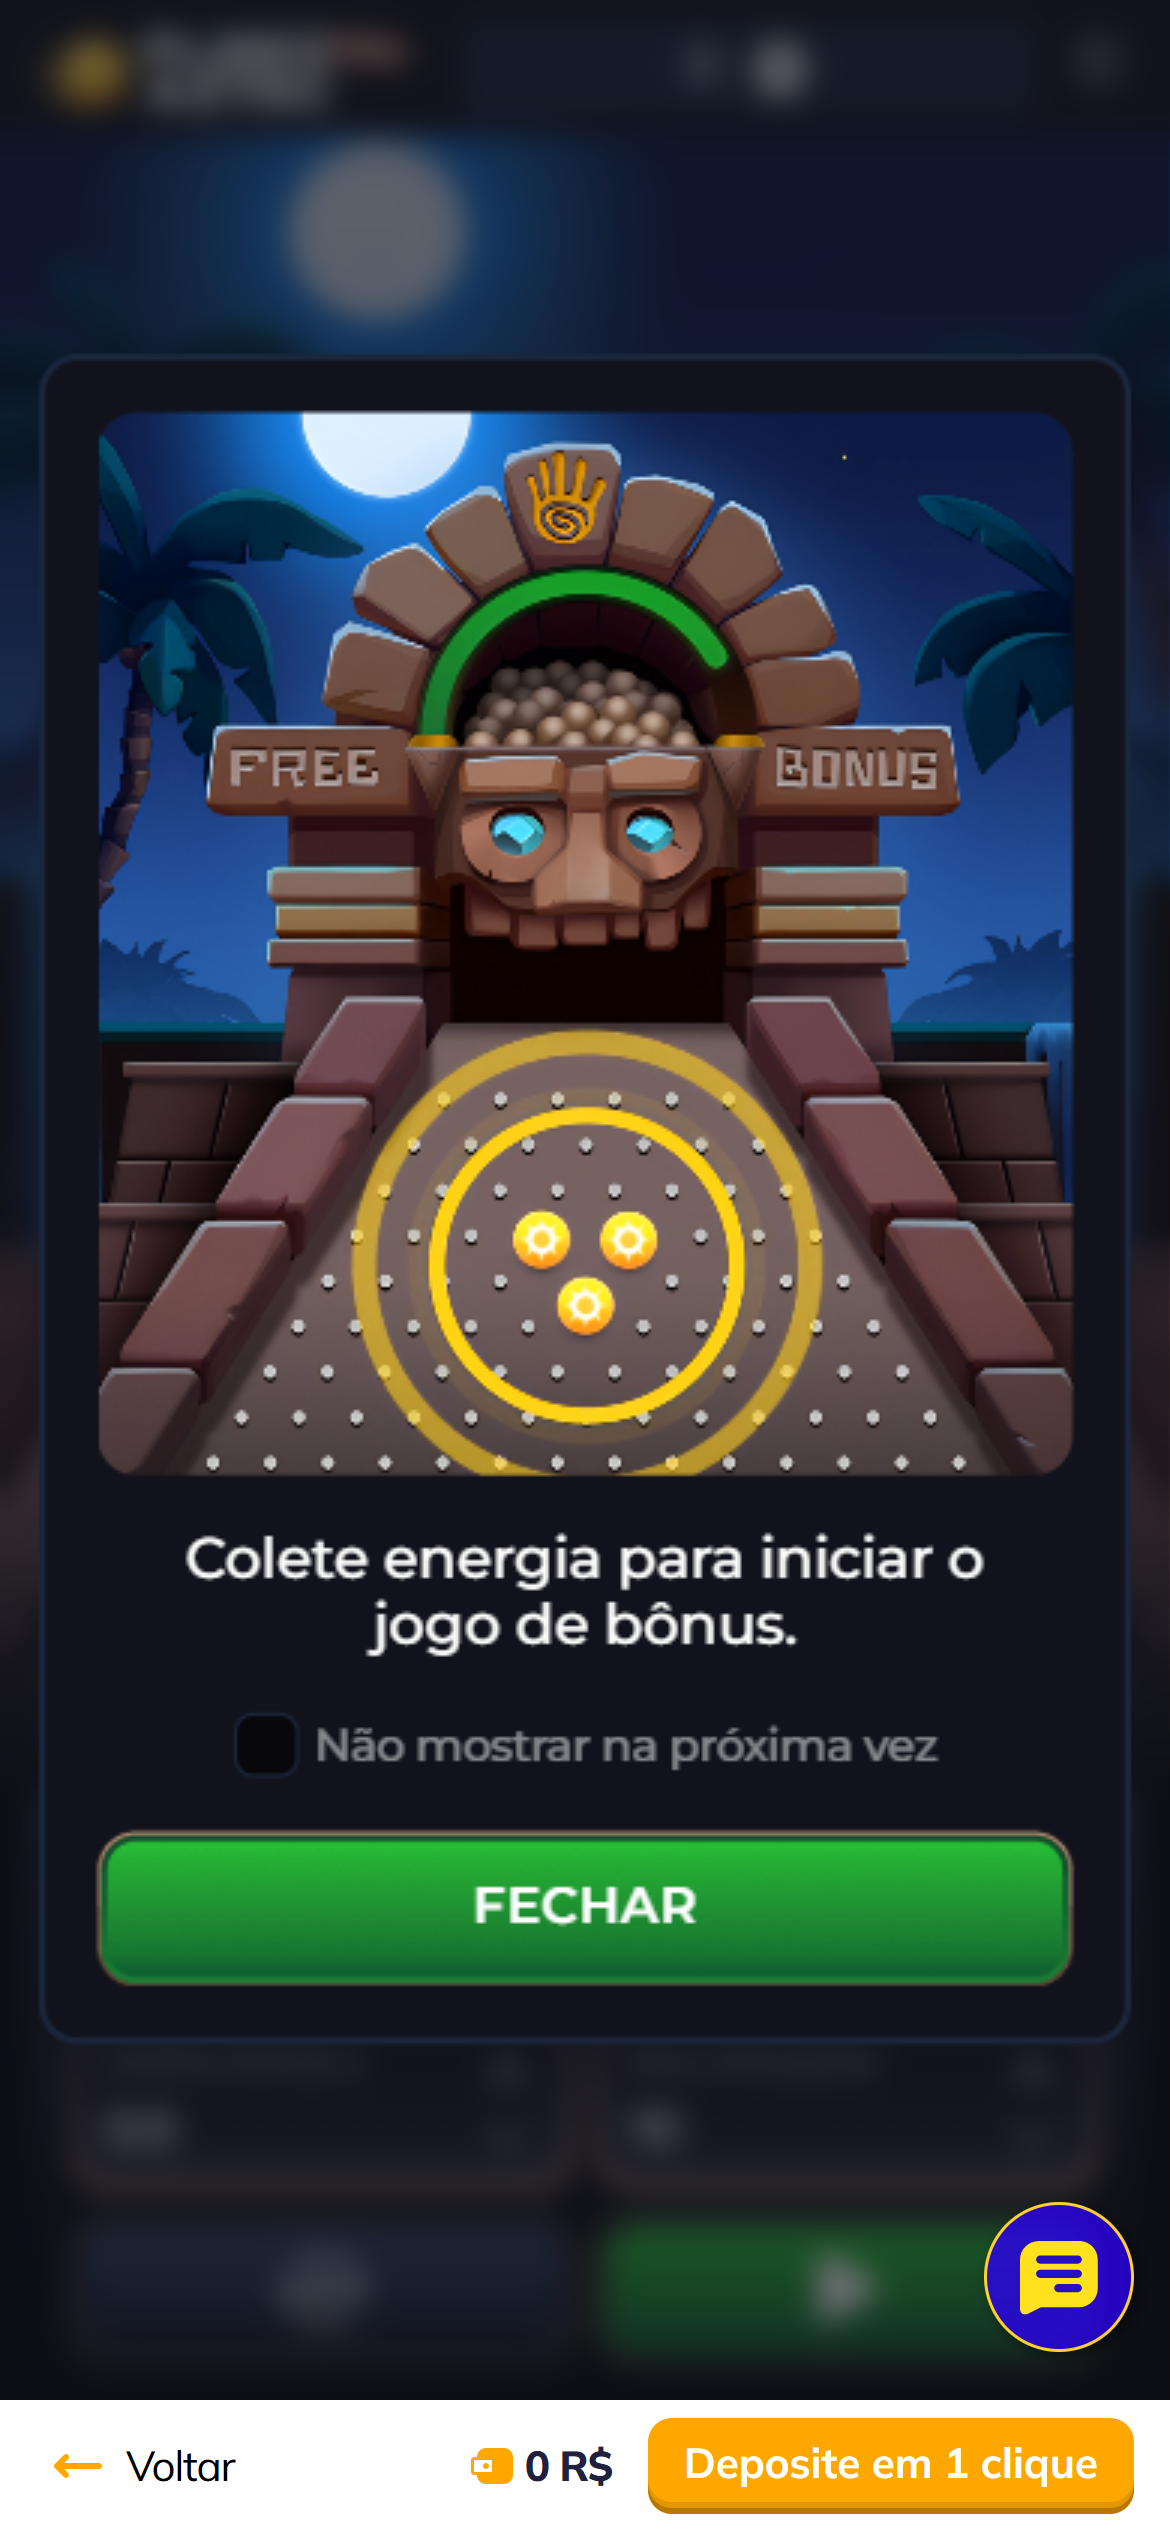 FREE
BONUS
Colete energia para iniciar o
jogo de bônus.
Não mostrar na próxima vez
FECHAR
Voltar
0 R$
Deposite em 1 clique